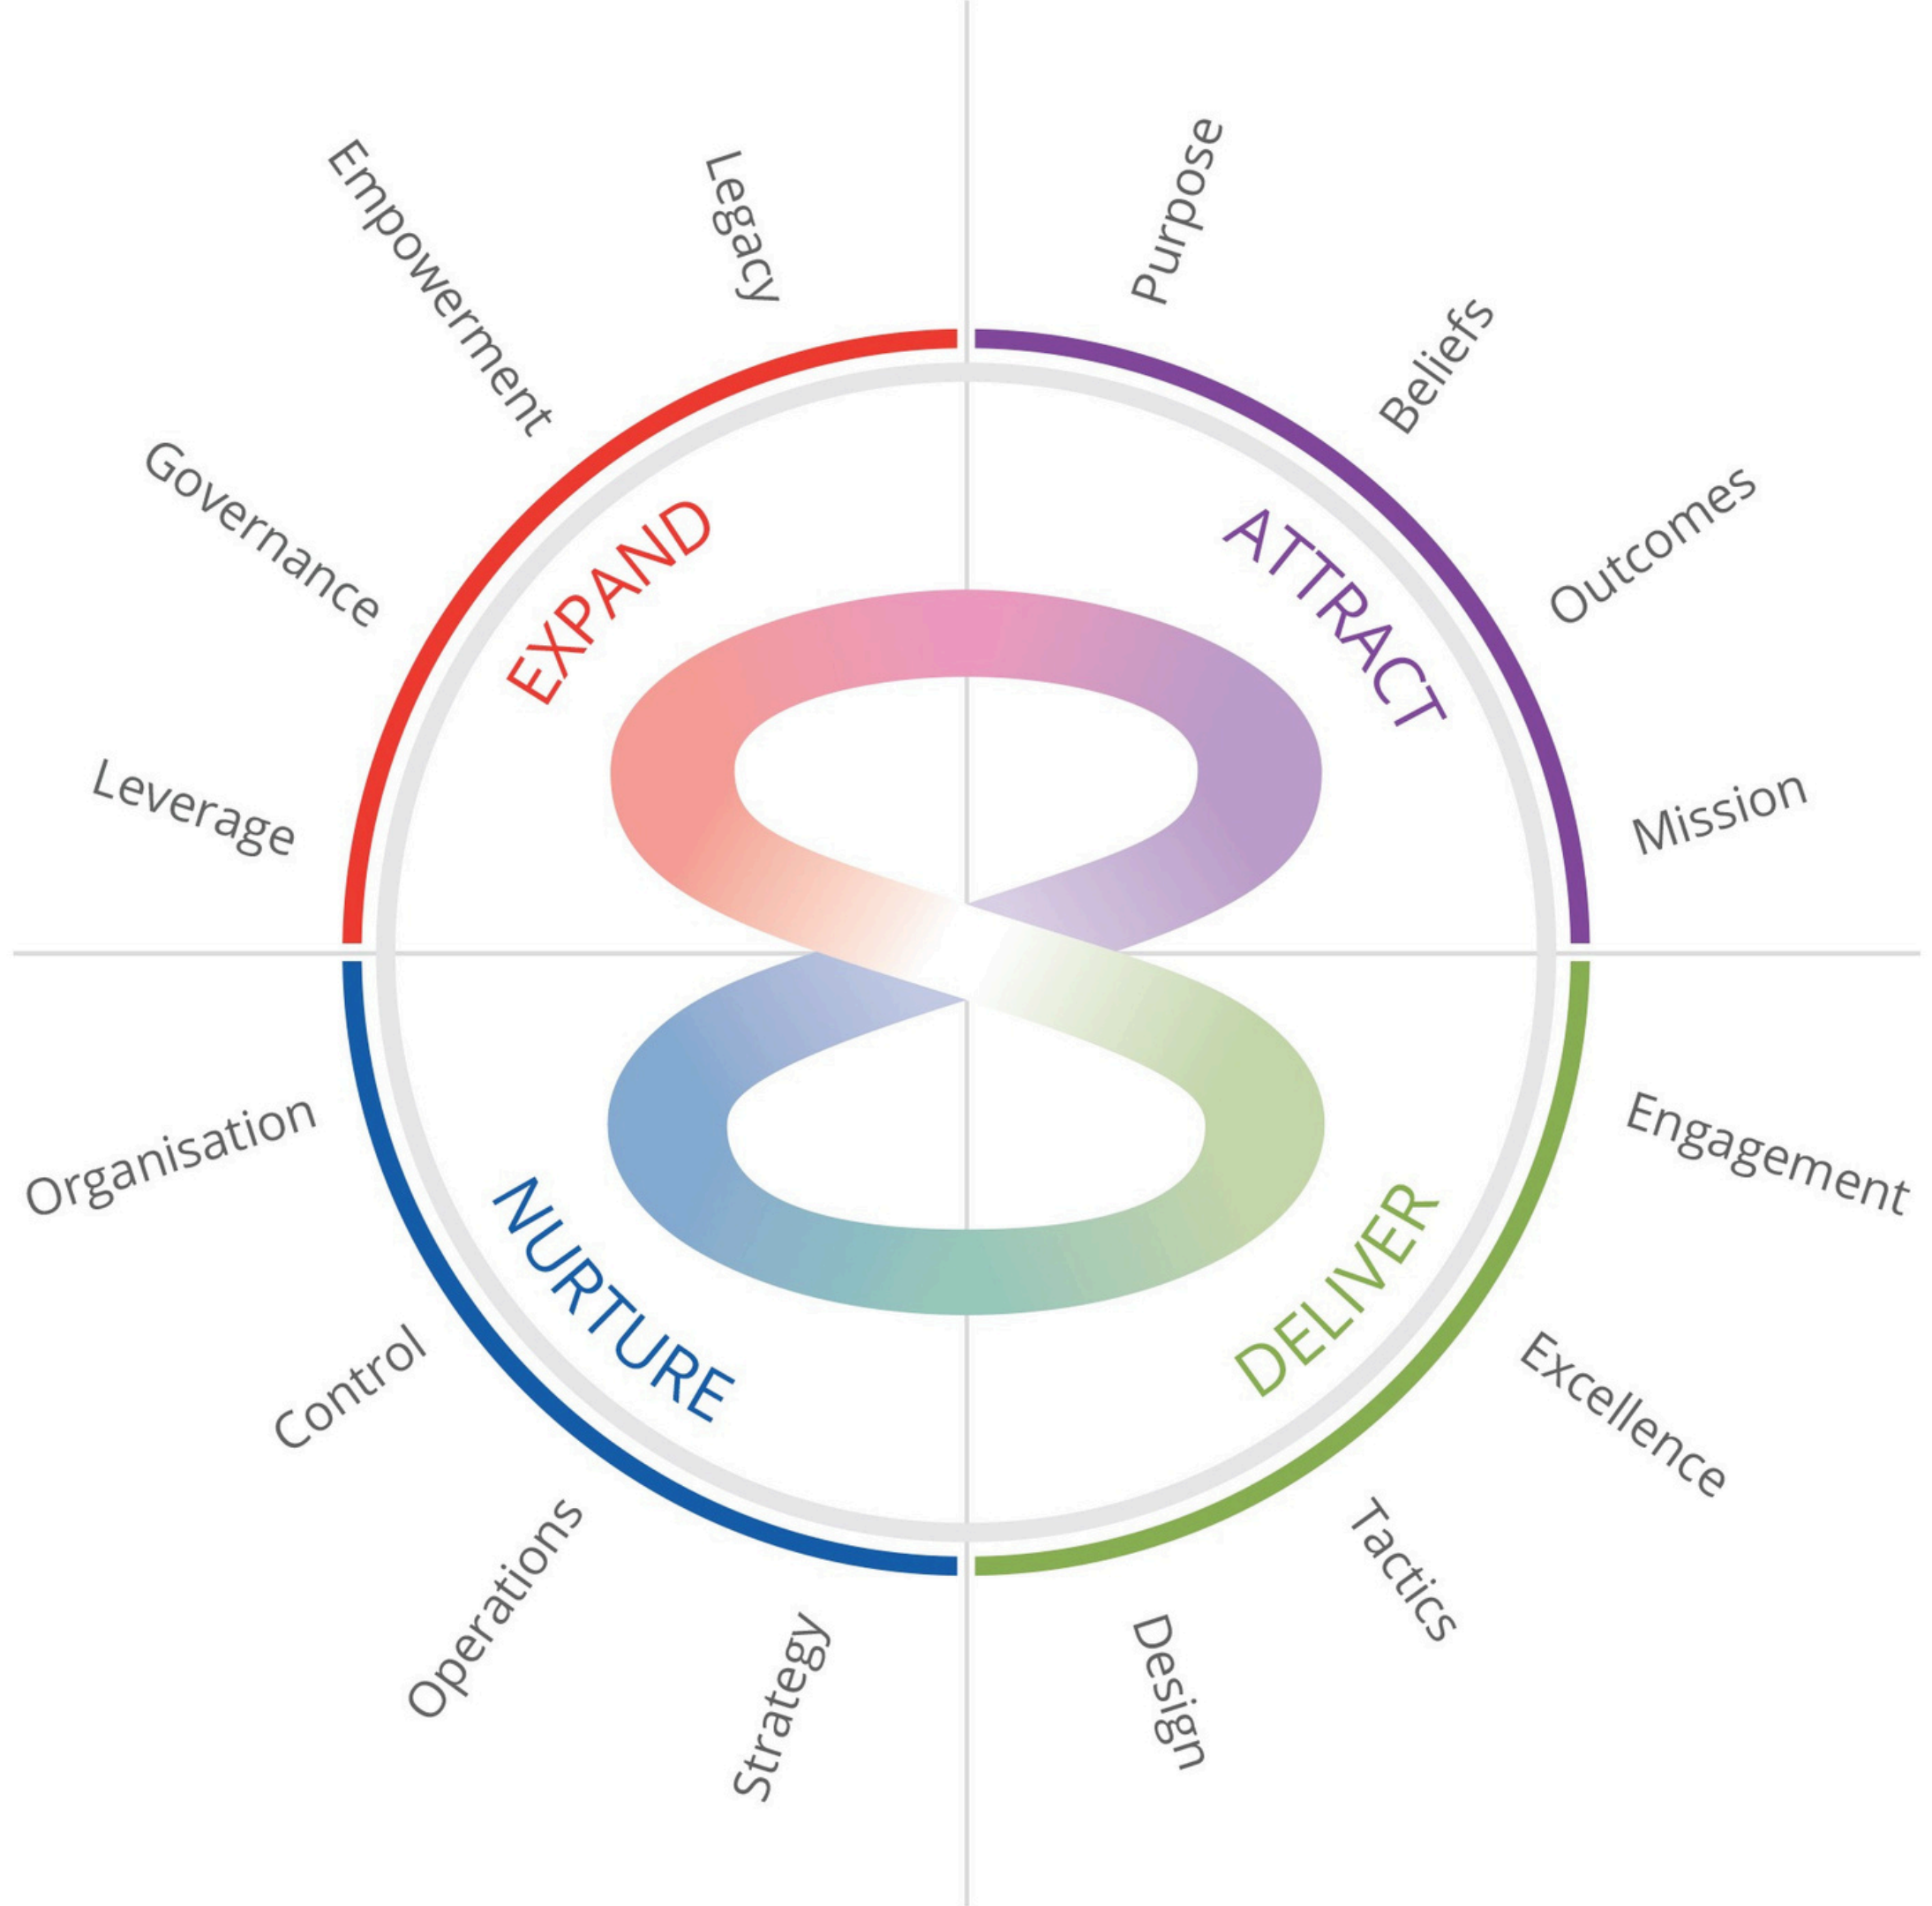 Purpose
Beliefs
Outcomes
Mission
Engagement
Excellence
Tactics
Design
Strategy
Operations
Control
Organisation
Leverage
Governance
Empowerment
Legacy
EXPAND
ATTRACT
DELIVER
NURTURE